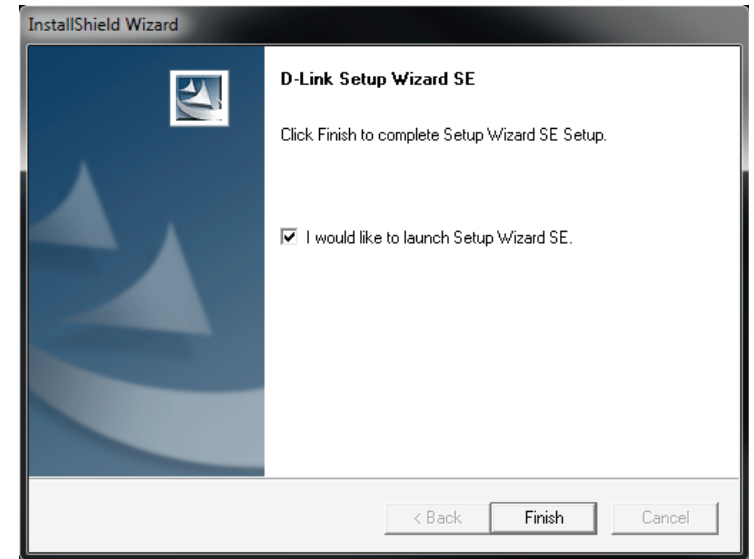 InstallShield Wizard
D-Link Setup Wizard SE
Click Finish to complete Setup Wizard SE Setup.
I would like to launch Setup Wizard SE.
< Back Finish Cancel